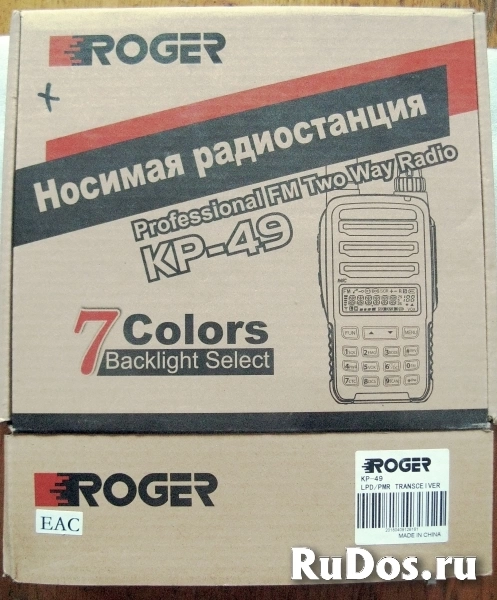 ROGER
Носимая радиостанция
Professional FM Two Way Radio
KP-49
7 Colors
Backlight Select
MIC
FUN
MENU
ROGER
EAC
ROGER
KP-49
LPD/PMR TRANSCEIVER
MADE IN CHINA
RuDos.ru